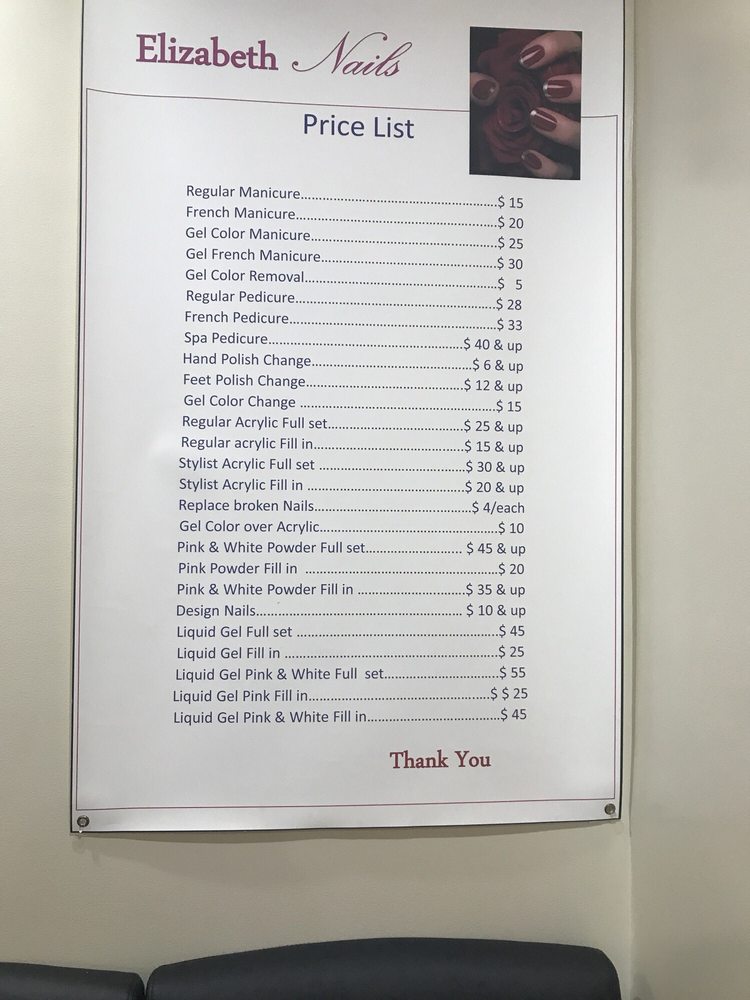 Elizabeth Nails
Price List
Regular Manicure..............................................$ 15
French Manicure...............................................$ 20
Gel Color Manicure............................................$ 25
Gel French Manicure..........................................$ 30
Gel Color Removal.............................................$ 5
Regular Pedicure...............................................$ 28
French Pedicure................................................$ 33
Spa Pedicure.............................................$ 40 & up
Hand Polish Change......................................$ 6 & up
Feet Polish Change.....................................$ 12 & up
Gel Color Change ..............................................$ 15
Regular Acrylic Full set................................$ 25 & up
Regular acrylic Fill in...................................$ 15 & up
Stylist Acrylic Full set ..................................$ 30 & up
Stylist Acrylic Fill in .....................................$ 20 & up
Replace broken Nails.....................................$ 4/each
Gel Color over Acrylic..........................................$ 10
Pink & White Powder Full set....................... $ 45 & up
Pink Powder Fill in .............................................$ 20
Pink & White Powder Fill in .........................$ 35 & up
Design Nails................................................ $ 10 & up
Liquid Gel Full set ................................................$ 45
Liquid Gel Fill in ...................................................$ 25
Liquid Gel Pink & White Full set...........................$ 55
Liquid Gel Pink Fill in...........................................$ $ 25
Liquid Gel Pink & White Fill in...............................$ 45
Thank You